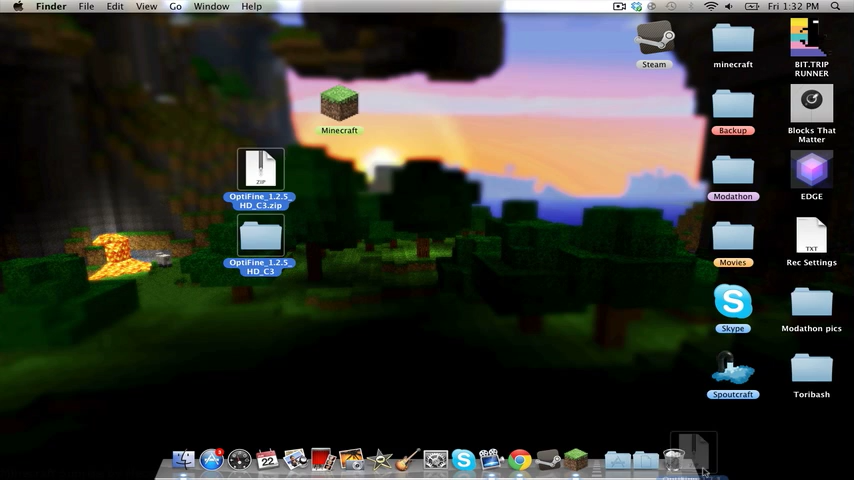 Finder File Edit View Go Window Help
Fri 1:32 PM
Steam
minecraft
BIT.TRIP
RUNNER
Minecraft
Backup
Blocks That
Matter
ZIP
OptiFine_1.2.5_
HD_C3.zip
Modathon
EDGE
OptiFine_1.2.5_
HD_C3
Movies
TXT
Rec Settings
Skype
Modathon pics
Spoutcraft
Toribash
22